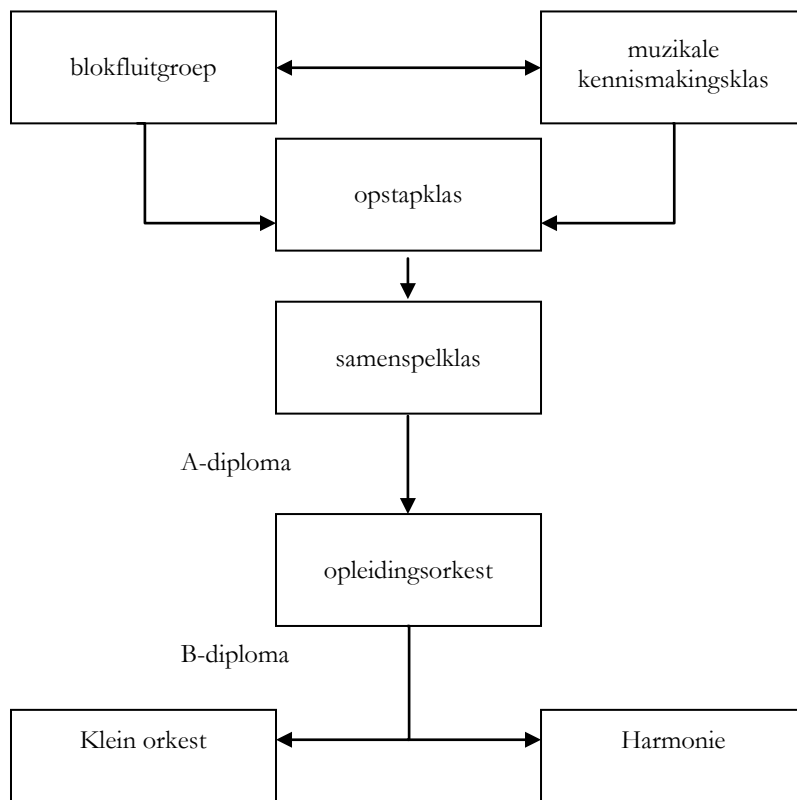 blokfluitgroep
muzikale
kennismakingsklas
opstapklas
samenspelklas
A-diploma
opleidingsorkest
B-diploma
Klein orkest
Harmonie